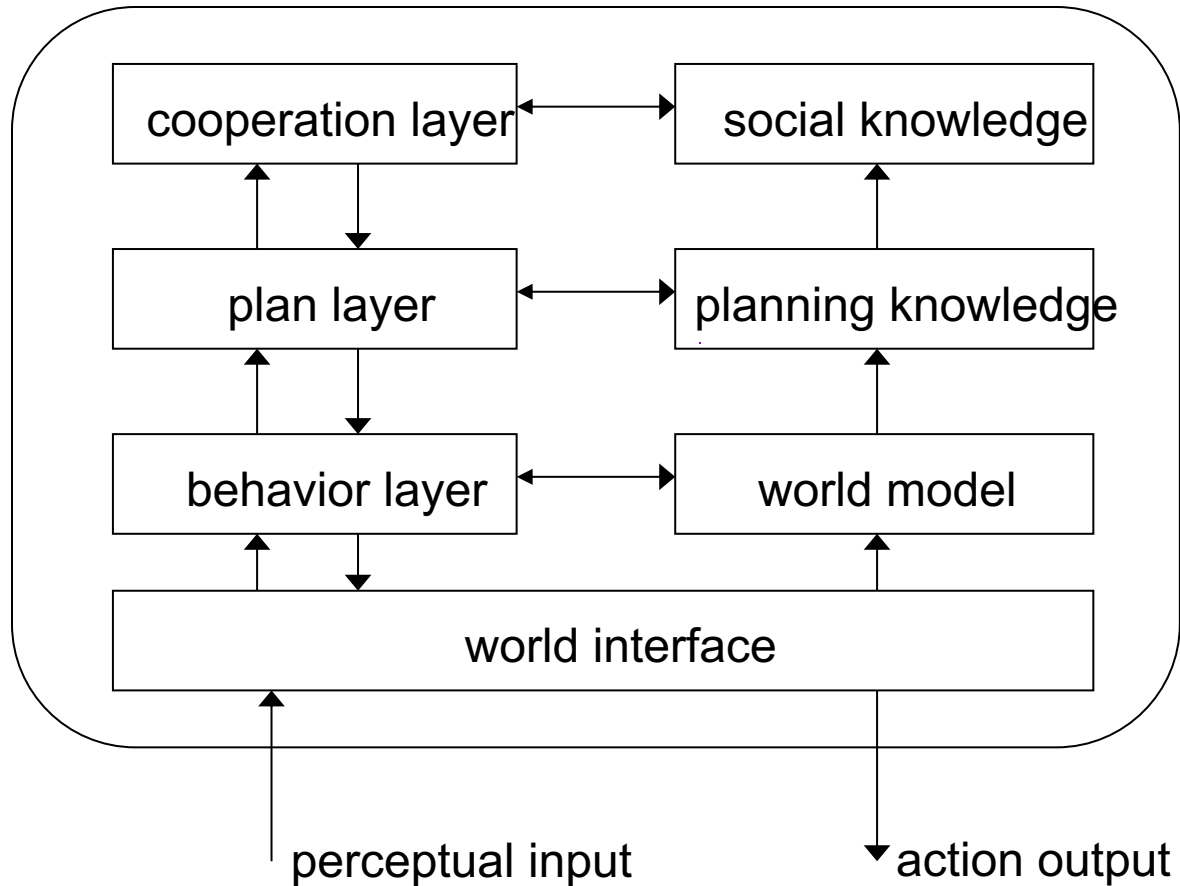 cooperation layer
social knowledge
plan layer
planning knowledge
behavior layer
world model
world interface
perceptual input
action output